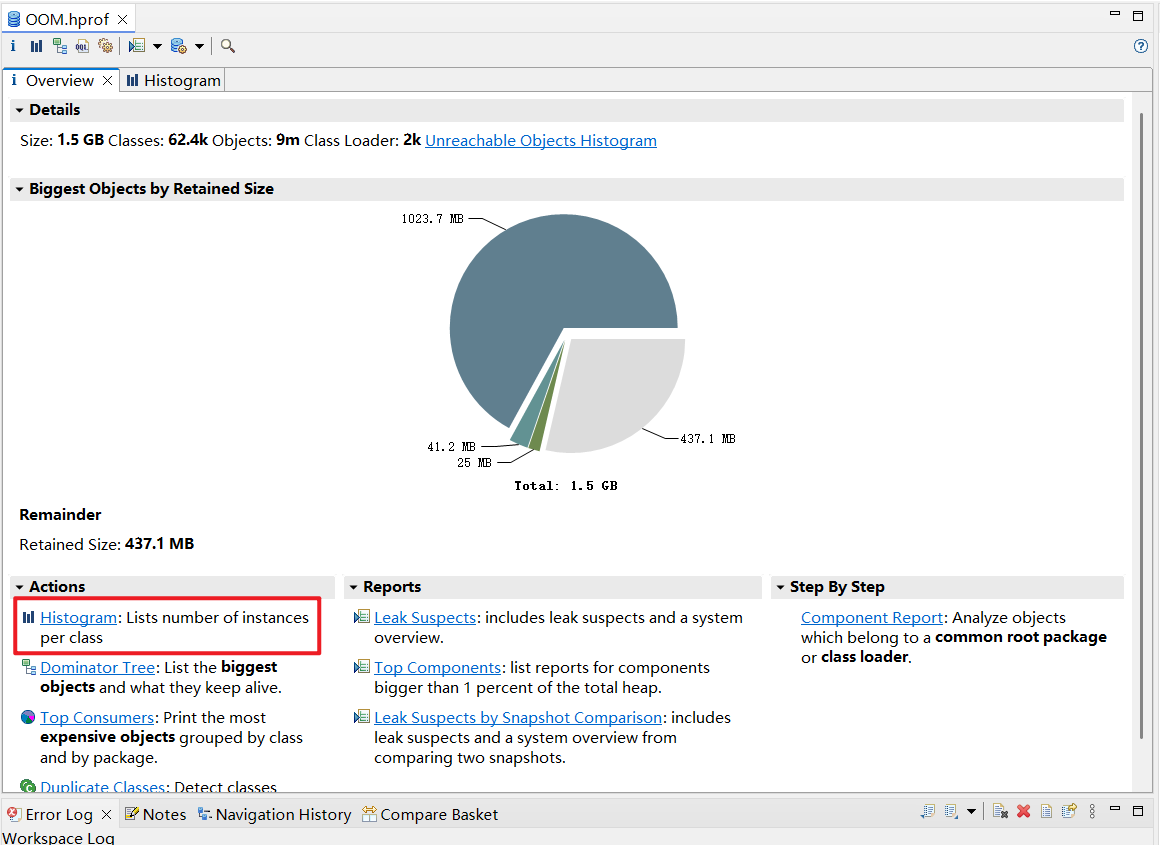 OOM.hprof
Overview
Histogram
Details
Size: 1.5 GB Classes: 62.4k Objects: 9m Class Loader: 2k Unreachable Objects Histogram
Biggest Objects by Retained Size
1023.7 MB
41.2 MB
25 MB
437.1 MB
Total: 1.5 GB
Remainder
Retained Size: 437.1 MB
Actions
Histogram: Lists number of instances
per class
Dominator Tree: List the biggest
objects and what they keep alive.
Top Consumers: Print the most
expensive objects grouped by class
and by package.
Duplicate Classes: Detect classes
Reports
Leak Suspects: includes leak suspects and a system
overview.
Top Components: list reports for components
bigger than 1 percent of the total heap.
Leak Suspects by Snapshot Comparison: includes
leak suspects and a system overview from
comparing two snapshots.
Step By Step
Component Report: Analyze objects
which belong to a common root package
or class loader.
Error Log
Notes
Navigation History
Compare Basket
Workspace Log